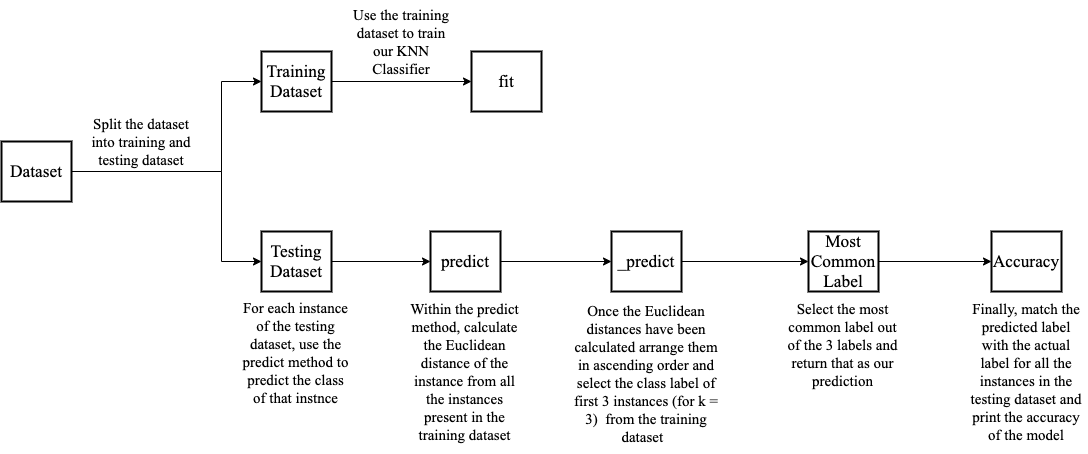 Use the training
dataset to train
our KNN
Classifier
Training
Dataset
fit
Split the dataset
into training and
testing dataset
Dataset
Testing
Dataset
predict
_predict
Most
Common
Label
Accuracy
For each instance
of the testing
dataset, use the
predict method to
predict the class
of that instnce
Within the predict
method, calculate
the Euclidean
distance of the
instance from all
the instances
present in the
training dataset
Once the Euclidean
distances have been
calculated arrange them
in ascending order and
select the class label of
first 3 instances (for k =
3) from the training
dataset
Select the most
common label out
of the 3 labels and
return that as our
prediction
Finally, match the
predicted label
with the actual
label for all the
instances in the
testing dataset and
print the accuracy
of the model